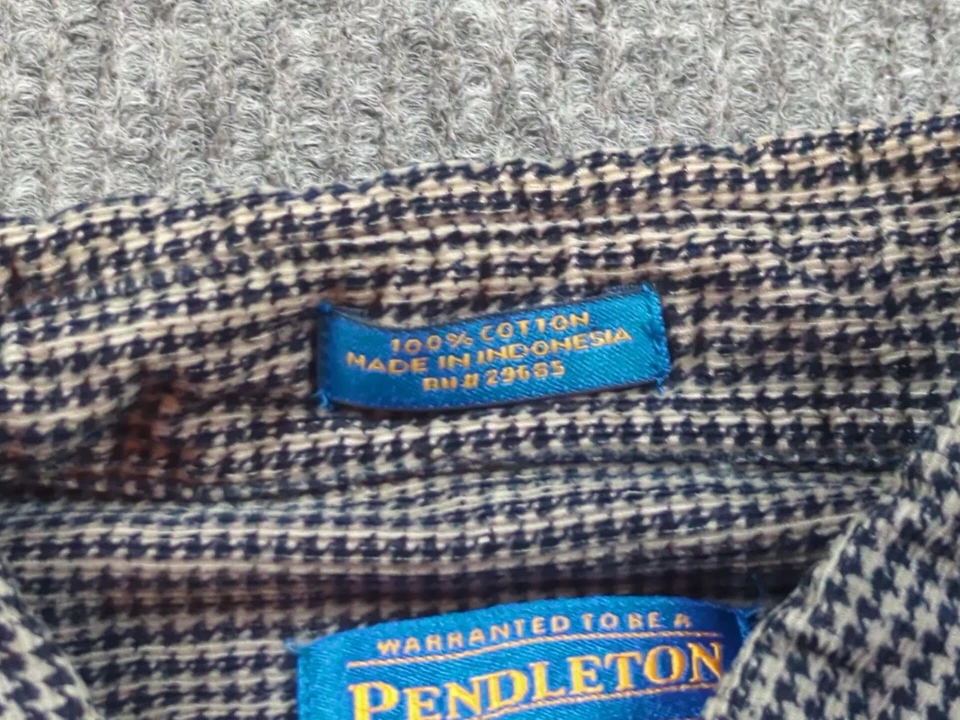 100% COTTON
MADE IN INDONESIA
RN# 29685
WARRANTED TO BE A
PENDLETON